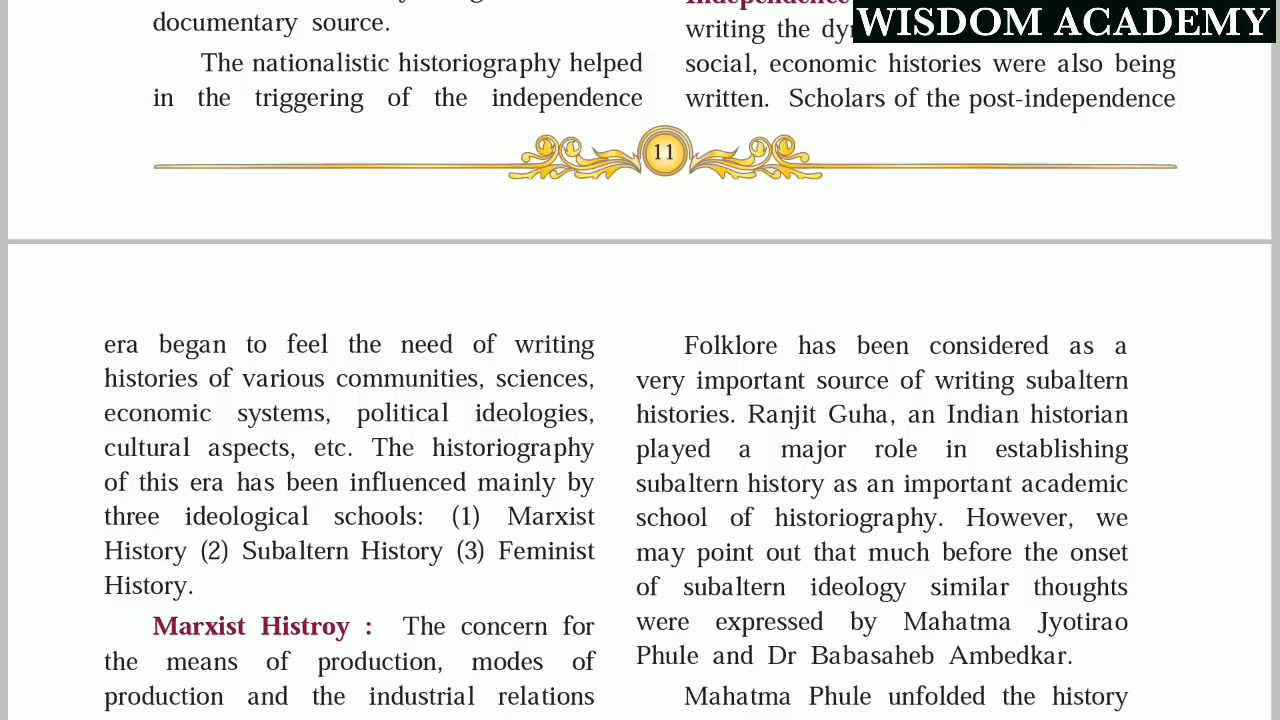 WISDOM ACADEMY
documentary source.
The nationalistic historiography helped
in the triggering of the independence
writing the
social, economic histories were also being
written. Scholars of the post-independence
11
era began to feel the need of writing
histories of various communities, sciences,
economic systems, political ideologies,
cultural aspects, etc. The historiography
of this era has been influenced mainly by
three ideological schools: (1) Marxist
History (2) Subaltern History (3) Feminist
History.
Marxist Histroy : The concern for
the means of production, modes of
production and the industrial relations
Folklore has been considered as a
very important source of writing subaltern
histories. Ranjit Guha, an Indian historian
played a major role in establishing
subaltern history as an important academic
school of historiography. However, we
may point out that much before the onset
of subaltern ideology similar thoughts
were expressed by Mahatma Jyotirao
Phule and Dr Babasaheb Ambedkar.
Mahatma Phule unfolded the history